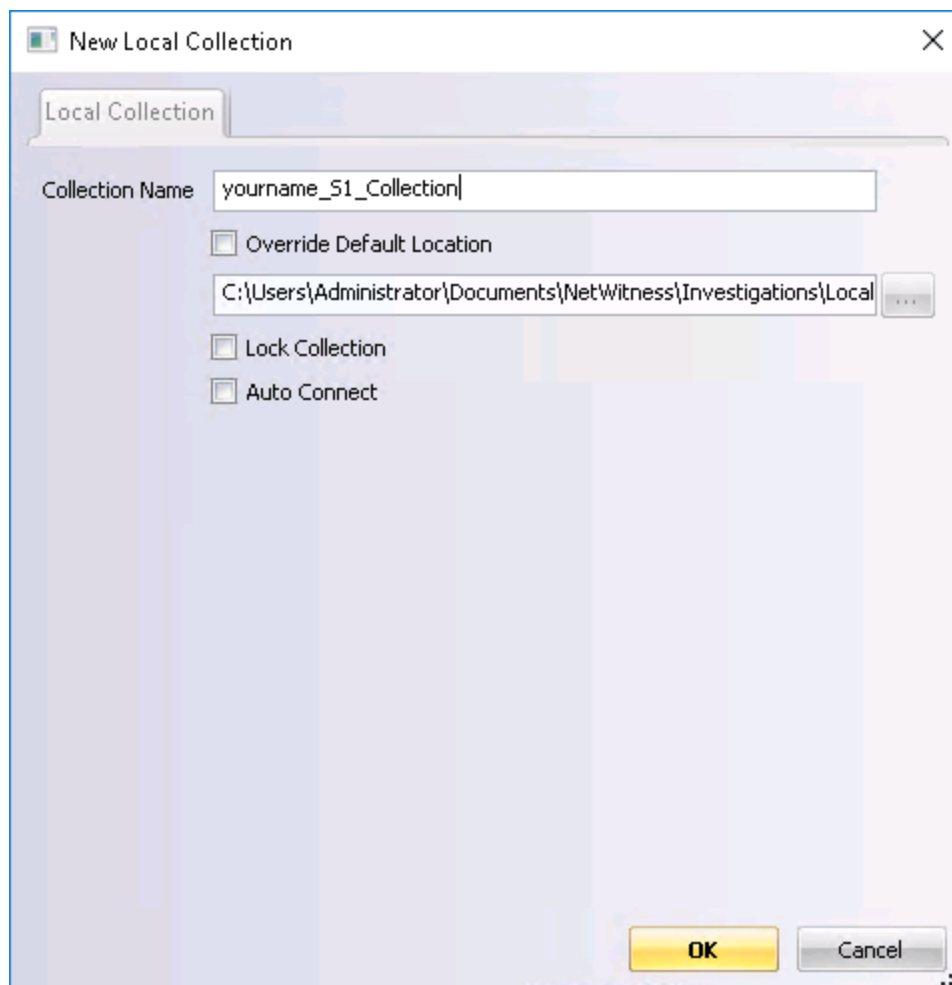 New Local Collection
Local Collection
Collection Name yourname_S1_Collection
Override Default Location
C:\Users\Administrator\Documents\NetWitness\Investigations\Local ...
Lock Collection
Auto Connect
OK Cancel